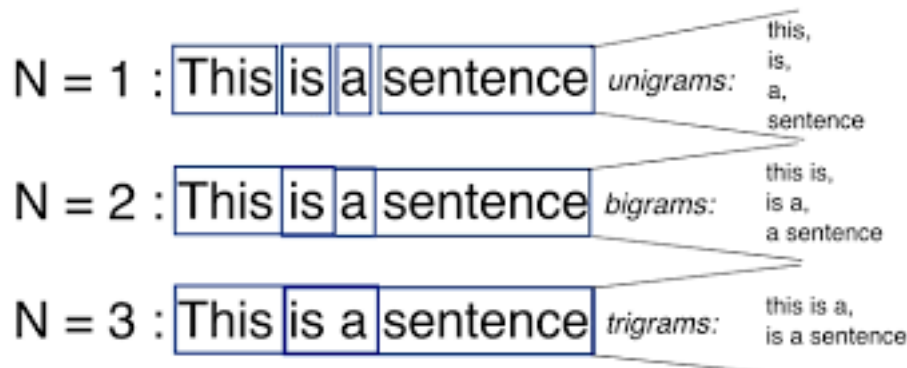 N = 1 : This is a sentence unigrams:
this,
is,
a,
sentence
N = 2 : This is a sentence bigrams:
this is,
is a,
a sentence
N = 3 : This is a sentence trigrams:
this is a,
is a sentence